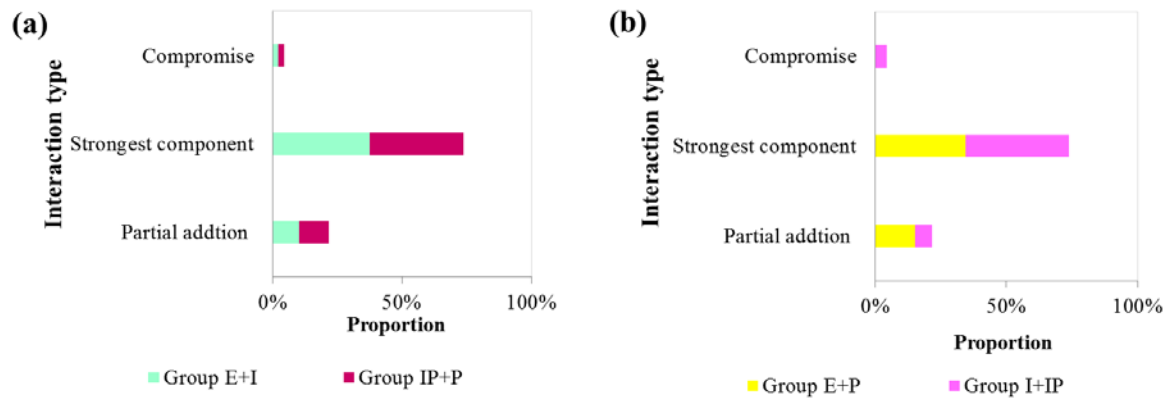 (a)
Interaction type
Compromise
Strongest component
Partial addtion
0% 50% 100%
Proportion
Group E+I Group IP+P
(b)
Interaction type
Compromise
Strongest component
Partial addtion
0% 50% 100%
Proportion
Group E+P Group I+IP